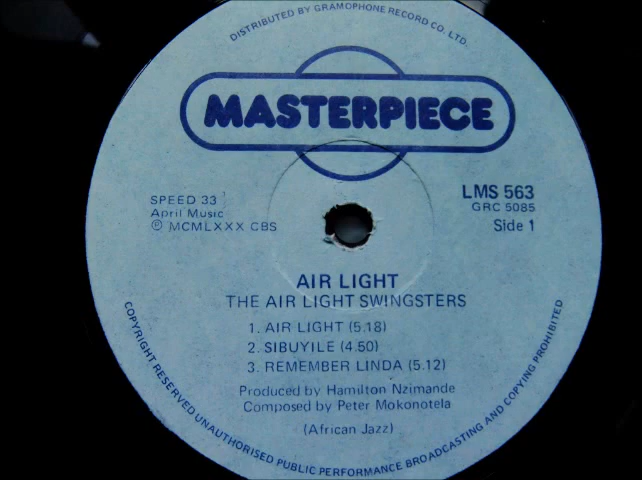 DISTRIBUTED BY GRAMOPHONE RECORD CO. LTD.
MASTERPIECE
SPEED 33⅓
April Music
℗ MCMLXXX CBS
LMS 563
GRC 5085
Side 1
AIR LIGHT
THE AIR LIGHT SWINGSTERS
1. AIR LIGHT (5.18)
2. SIBUYILE (4.50)
3. REMEMBER LINDA (5.12)
Produced by Hamilton Nzimande
Composed by Peter Mokonotela
(African Jazz)
COPYRIGHT RESERVED UNAUTHORISED PUBLIC PERFORMANCE BROADCASTING AND COPYING PROHIBITED